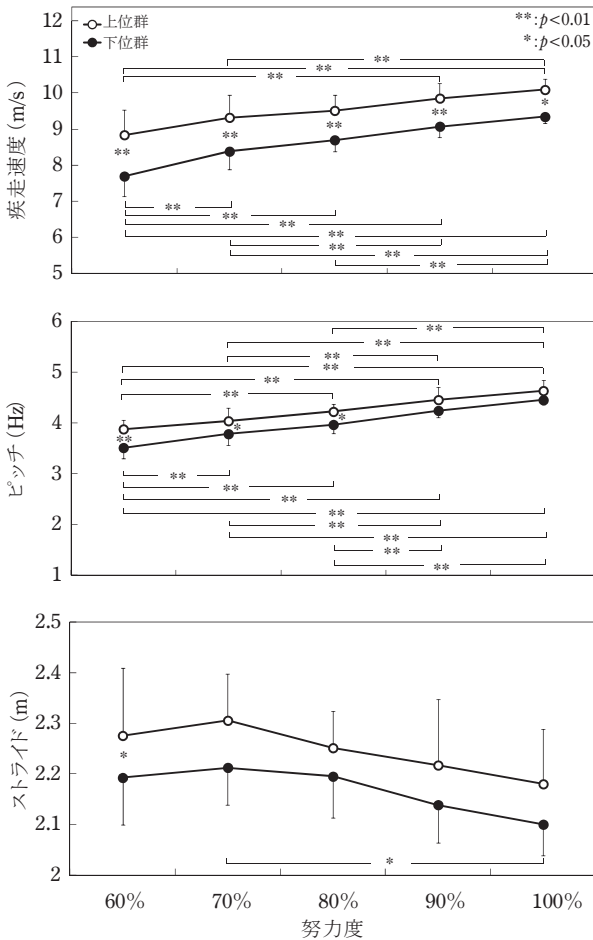 上位群
下位群
**:p<0.01
*:p<0.05
疾走速度(m/s)
12
11
10
9
8
7
6
5
** ** **
** ** ** ** *
** ** ** ** ** ** **
ピッチ(Hz)
6
5
4
3
2
1
** ** ** ** ** **
** * *
** ** ** ** ** ** ** **
ストライド(m)
2.5
2.4
2.3
2.2
2.1
2
*
*
60% 70% 80% 90% 100%
努力度